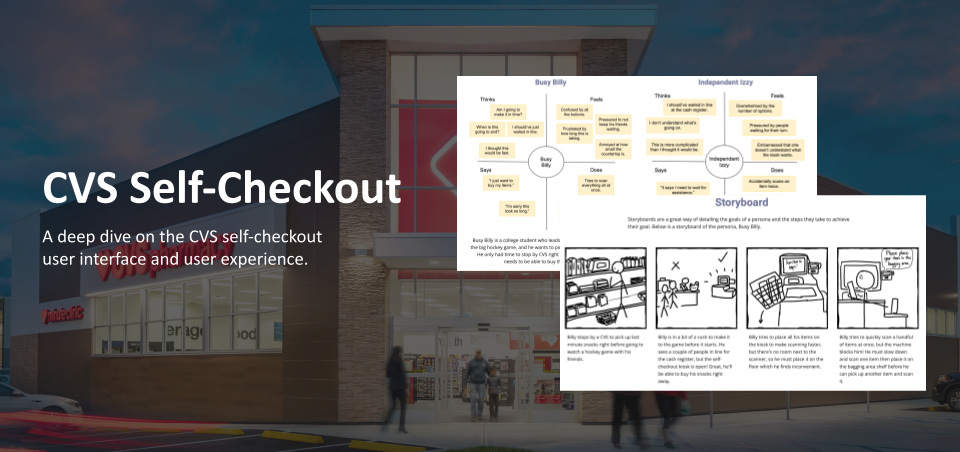 CVS Self-Checkout
A deep dive on the CVS self-checkout
user interface and user experience.
CVS pharmacy
minuteclinic
erage
ood
Busy Billy
Thinks
Feels
Am I going to
make it in time?
When is this
going to end?
I should've just
waited in line.
I thought this
would be fast.
Confused by all
the buttons.
Pressured to not
keep his friends
waiting.
Frustrated by
how long this is
taking.
Annoyed at how
small the
countertop is.
Busy
Billy
Says
Does
"I just want to
buy my items."
"I'm sorry this
took so long."
Tries to scan
everything all at
once.
Busy Billy is a college student who leads
the big hockey game, and he wants to pi
He only had time to stop by CVS right
needs to be able to buy th
Independent Izzy
Thinks
Feels
I should've waited in line
at the cash register.
I don't understand what's
going on.
This is more complicated
than I thought it would be.
Overwhelmed by the
number of options.
Pressured by people
waiting for their turn.
Embarrassed that she
doesn't understand what
the kiosk wants.
Independent
Izzy
Says
Does
"It says I need to wait for
assistance."
Accidentally scans an
item twice.
Storyboard
Storyboards are a great way of detailing the goals of a persona and the steps they take to achieve
their goal. Below is a storyboard of the persona, Busy Billy.
Please place
your item in the
bagging area.
Billy stops by a CVS to pick up last
minute snacks right before going to
watch a hockey game with his
friends.
Billy is in a bit of a rush to make it
to the game before it starts. He
sees a couple of people in line for
the cash register, but the self-
checkout kiosk is open! Great, he'll
be able to buy his snacks right
away.
Billy tries to place all his items on
the kiosk to make scanning faster,
but there's no room next to the
scanner, so he must place it on the
floor which he finds inconvenient.
Billy tries to quickly scan a handful
of items at once, but the machine
blocks him! He must slow down
and scan one item then place it on
the bagging area shelf before he
can pick up another item and scan
it.